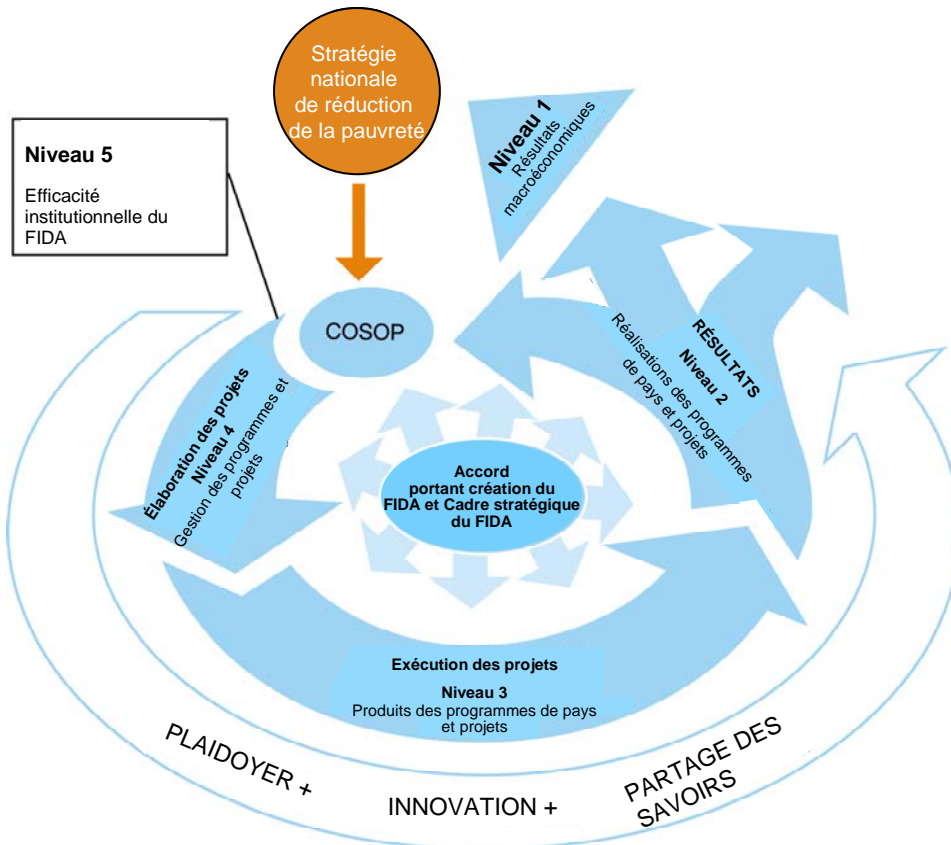 Stratégie
nationale
de réduction
de la pauvreté
Niveau 5
Efficacité
institutionnelle du
FIDA
Niveau 1
Résultats
macroéconomiques
COSOP
RÉSULTATS
Niveau 2
Réalisations des programmes
de pays et projets
Élaboration des projets
Niveau 4
Gestion des programmes et
projets
Accord
portant création du
FIDA et Cadre stratégique
du FIDA
Exécution des projets
Niveau 3
Produits des programmes de pays
et projets
PLAIDOYER +
INNOVATION +
PARTAGE DES
SAVOIRS